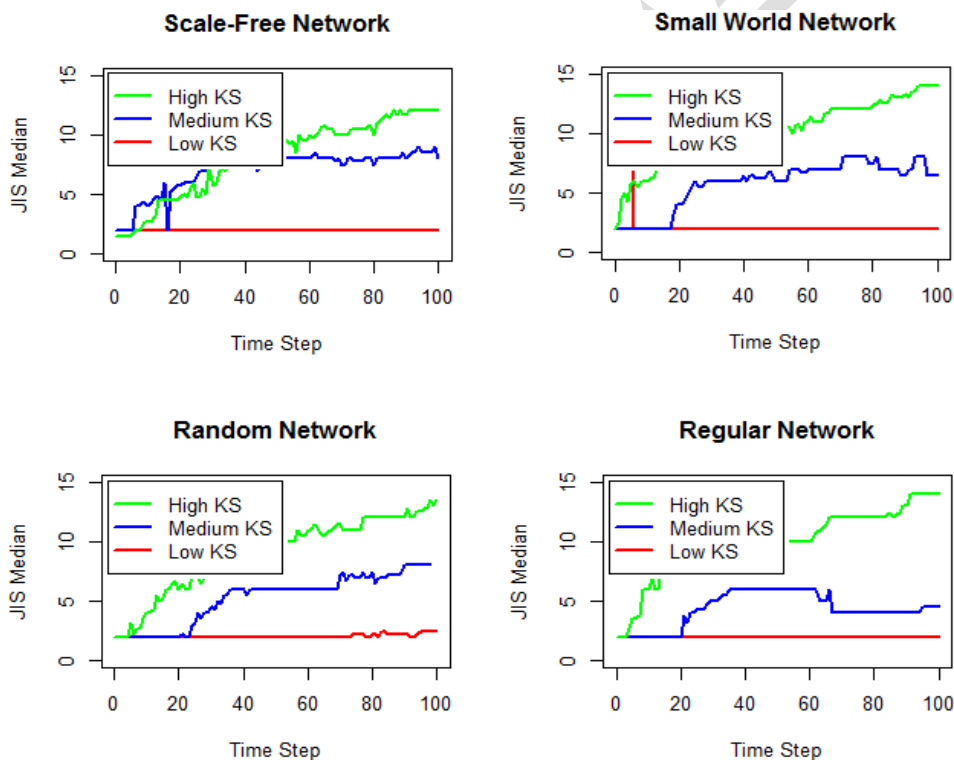 Scale-Free Network
High KS
Medium KS
Low KS
JIS Median
0
5
10
15
0
20
40
60
80
100
Time Step
Small World Network
High KS
Medium KS
Low KS
JIS Median
0
5
10
15
0
20
40
60
80
100
Time Step
Random Network
High KS
Medium KS
Low KS
JIS Median
0
5
10
15
0
20
40
60
80
100
Time Step
Regular Network
High KS
Medium KS
Low KS
JIS Median
0
5
10
15
0
20
40
60
80
100
Time Step